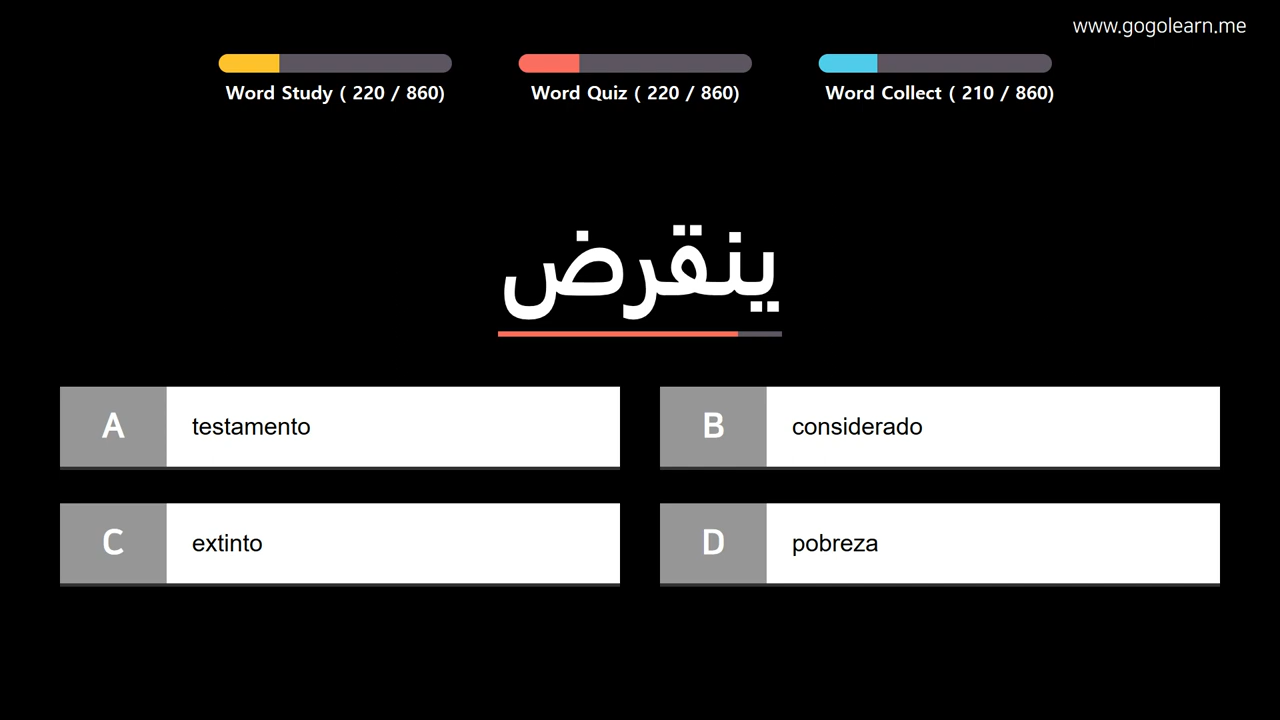 www.gogolearn.me
Word Study ( 220 / 860)
Word Quiz ( 220 / 860)
Word Collect ( 210 / 860)
ينقرض
A testamento
B considerado
C extinto
D pobreza